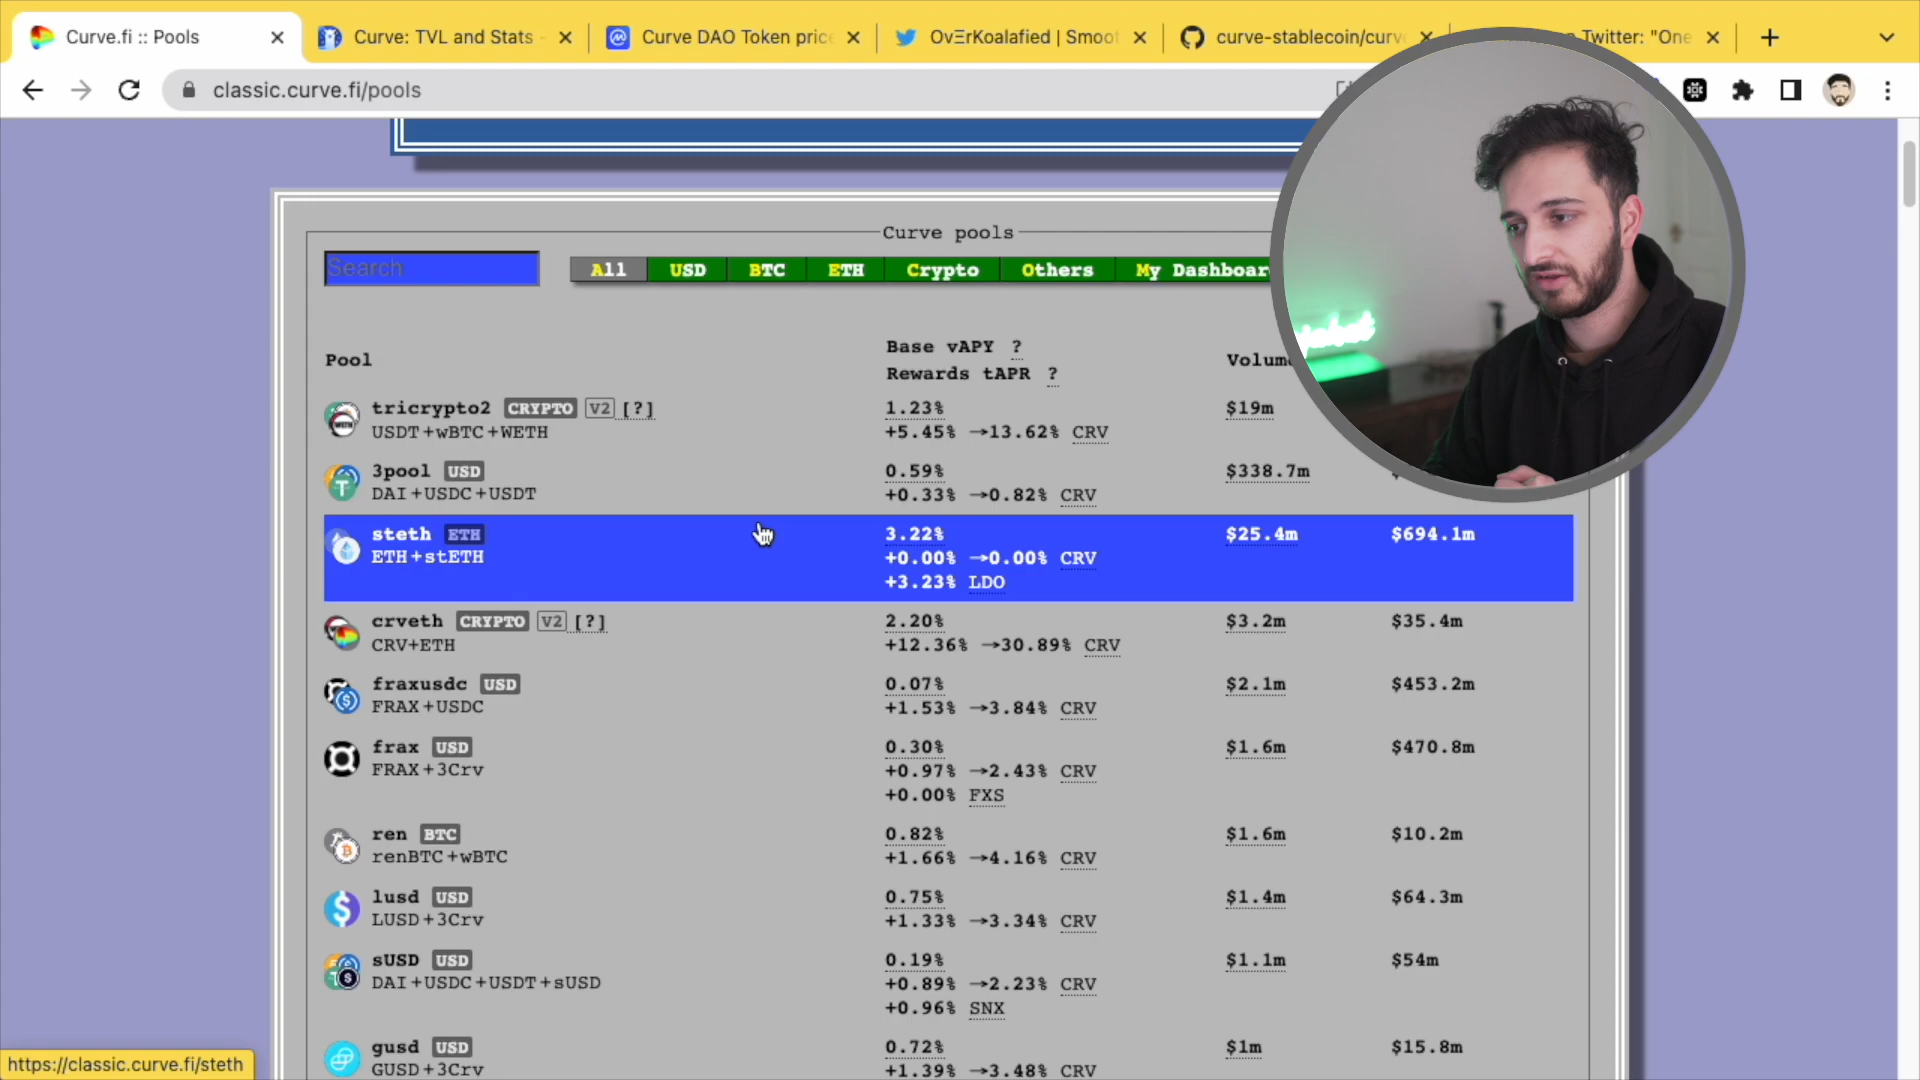 Curve.fi :: Pools
Curve: TVL and Stats -
Curve DAO Token price
OvΞrKoalafied | Smoot
curve-stablecoin/curve
Twitter: "One
classic.curve.fi/pools
Curve pools
Search
All USD BTC ETH Crypto Others My Dashboar
Pool
Base vAPY ?
Rewards tAPR ?
Volum
tricrypto2 CRYPTO V2 [?]
USDT+wBTC+WETH
1.23%
+5.45% →13.62% CRV
$19m
3pool USD
DAI+USDC+USDT
0.59%
+0.33% →0.82% CRV
$338.7m
steth ETH
ETH+stETH
3.22%
+0.00% →0.00% CRV
+3.23% LDO
$25.4m
$694.1m
crveth CRYPTO V2 [?]
CRV+ETH
2.20%
+12.36% →30.89% CRV
$3.2m
$35.4m
fraxusdc USD
FRAX+USDC
0.07%
+1.53% →3.84% CRV
$2.1m
$453.2m
frax USD
FRAX+3Crv
0.30%
+0.97% →2.43% CRV
+0.00% FXS
$1.6m
$470.8m
ren BTC
renBTC+wBTC
0.82%
+1.66% →4.16% CRV
$1.6m
$10.2m
lusd USD
LUSD+3Crv
0.75%
+1.33% →3.34% CRV
$1.4m
$64.3m
sUSD USD
DAI+USDC+USDT+sUSD
0.19%
+0.89% →2.23% CRV
+0.96% SNX
$1.1m
$54m
gusd USD
GUSD+3Crv
0.72%
+1.39% →3.48% CRV
$1m
$15.8m
https://classic.curve.fi/steth